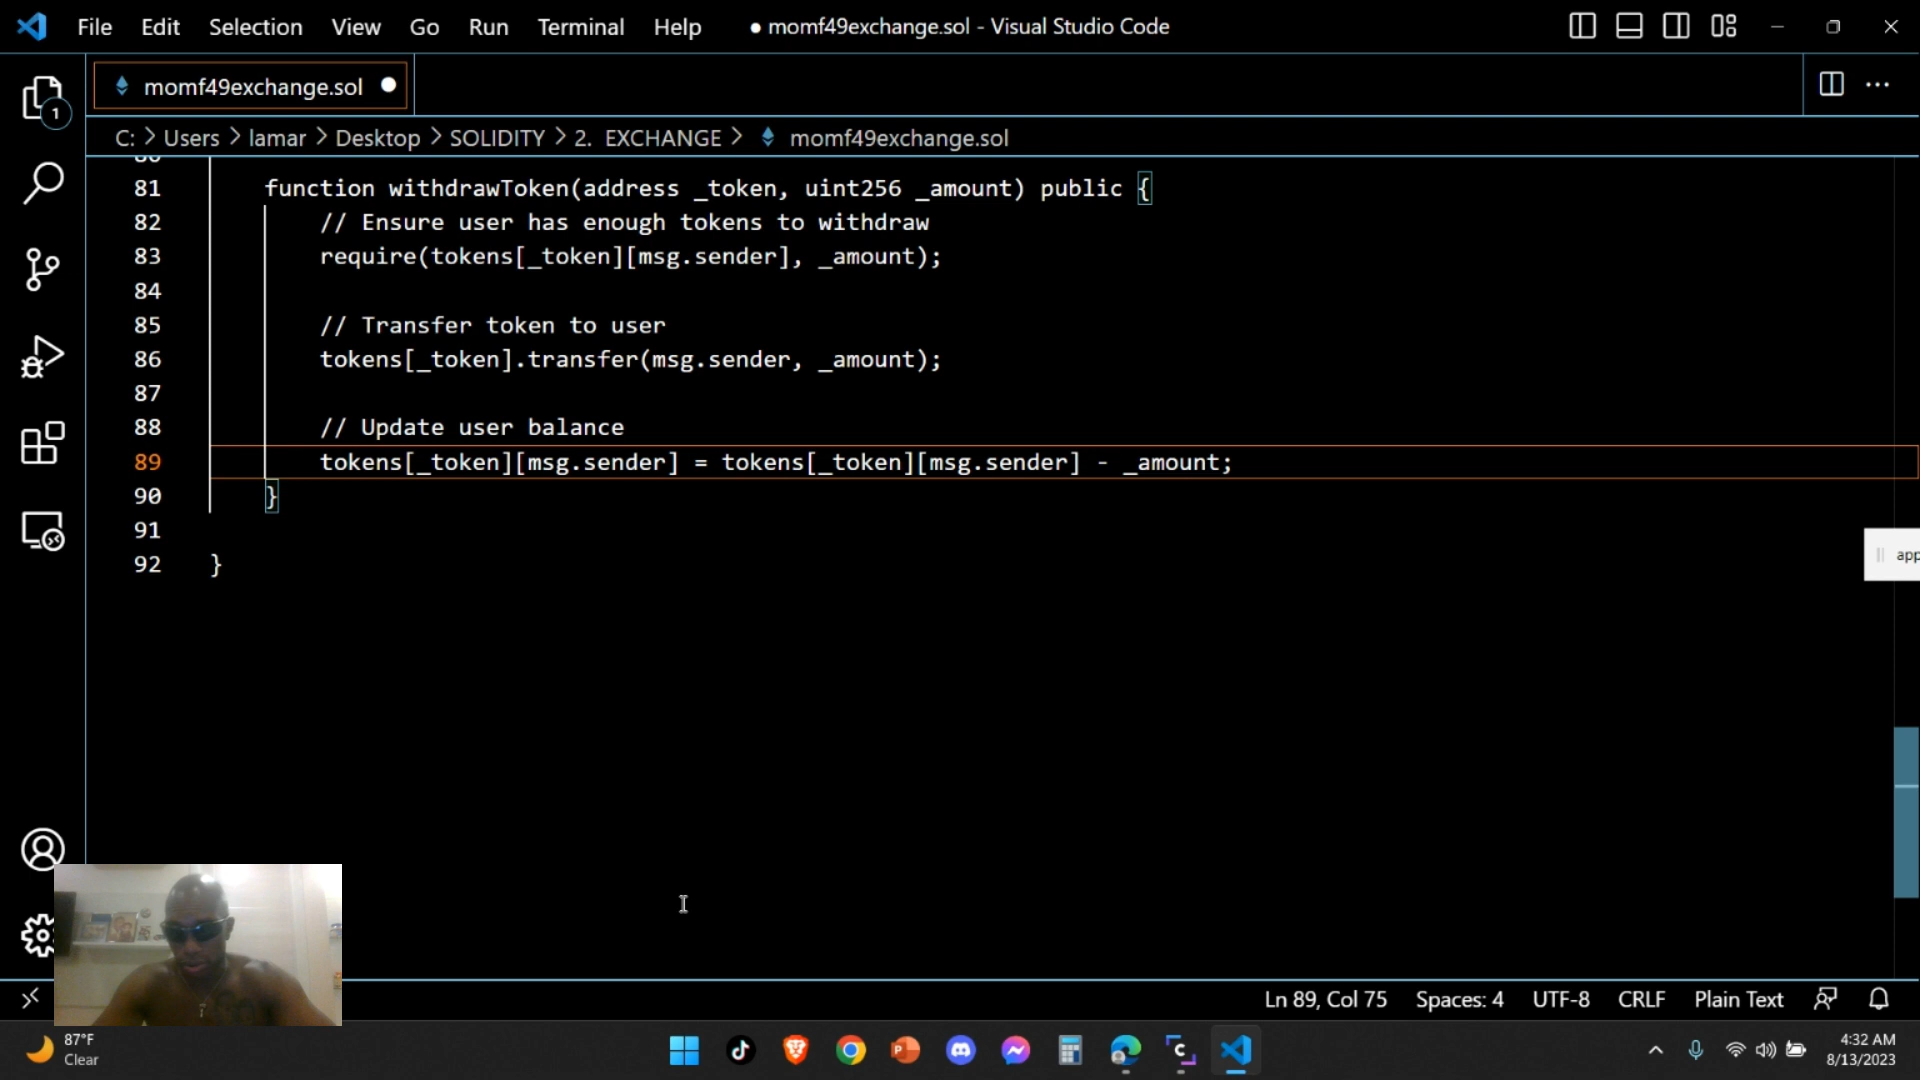 File Edit Selection View Go Run Terminal Help ● momf49exchange.sol - Visual Studio Code
momf49exchange.sol ●
1
C: > Users > lamar > Desktop > SOLIDITY > 2. EXCHANGE > momf49exchange.sol
81 function withdrawToken(address _token, uint256 _amount) public {
82 // Ensure user has enough tokens to withdraw
83 require(tokens[_token][msg.sender], _amount);
84
85 // Transfer token to user
86 tokens[_token].transfer(msg.sender, _amount);
87
88 // Update user balance
89 tokens[_token][msg.sender] = tokens[_token][msg.sender] - _amount;
90 }
91
92 }
app
Ln 89, Col 75 Spaces: 4 UTF-8 CRLF Plain Text
87°F
Clear
4:32 AM
8/13/2023